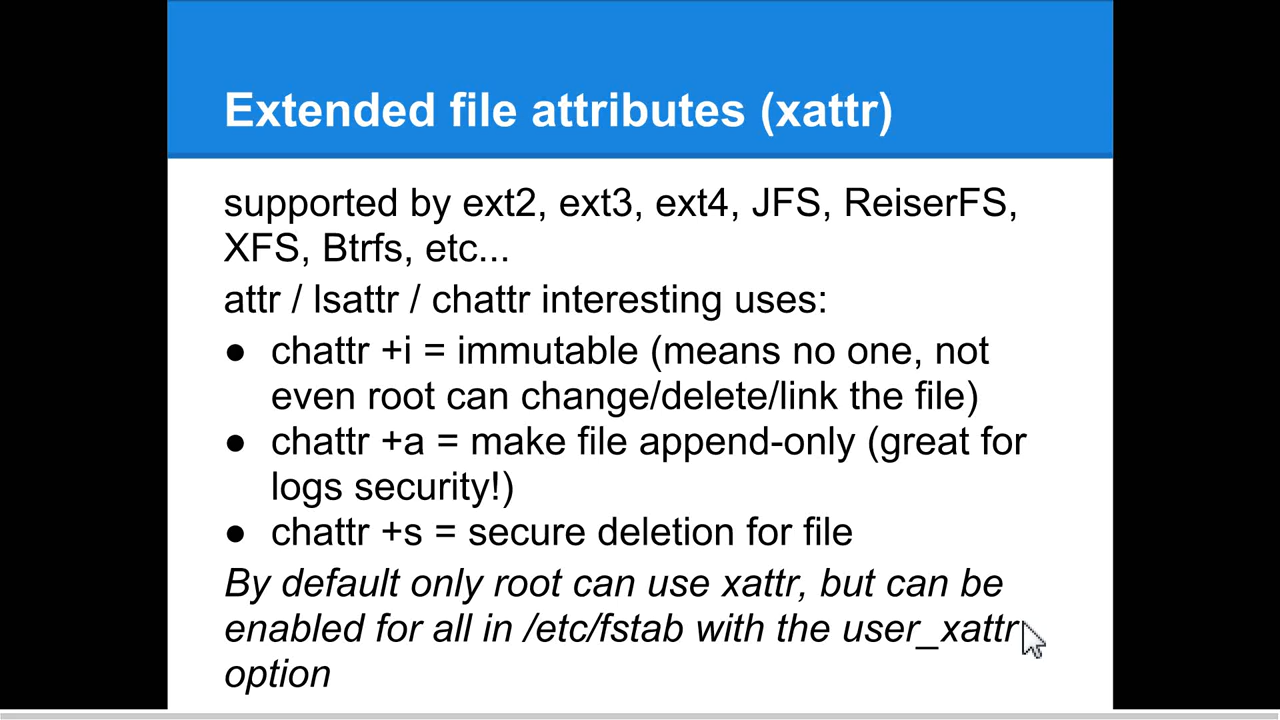 Extended file attributes (xattr)
supported by ext2, ext3, ext4, JFS, ReiserFS,
XFS, Btrfs, etc...
attr / lsattr / chattr interesting uses:
● chattr +i = immutable (means no one, not
even root can change/delete/link the file)
● chattr +a = make file append-only (great for
logs security!)
● chattr +s = secure deletion for file
By default only root can use xattr, but can be
enabled for all in /etc/fstab with the user_xattr
option